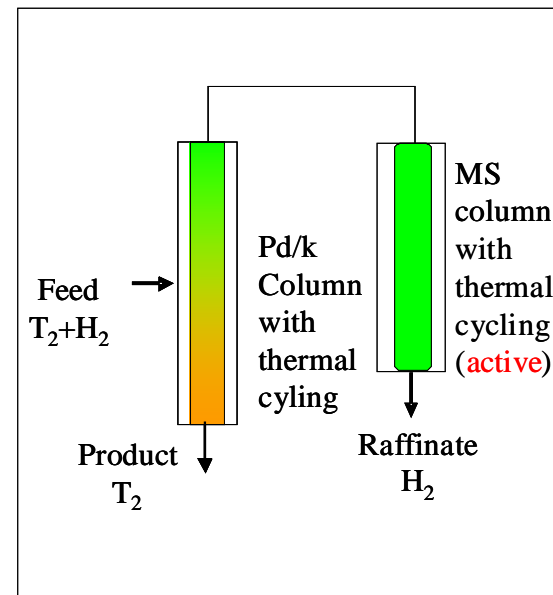 Feed
T₂+H₂
Pd/k
Column
with
thermal
cyling
Product
T₂
MS
column
with
thermal
cycling
(active)
Raffinate
H₂